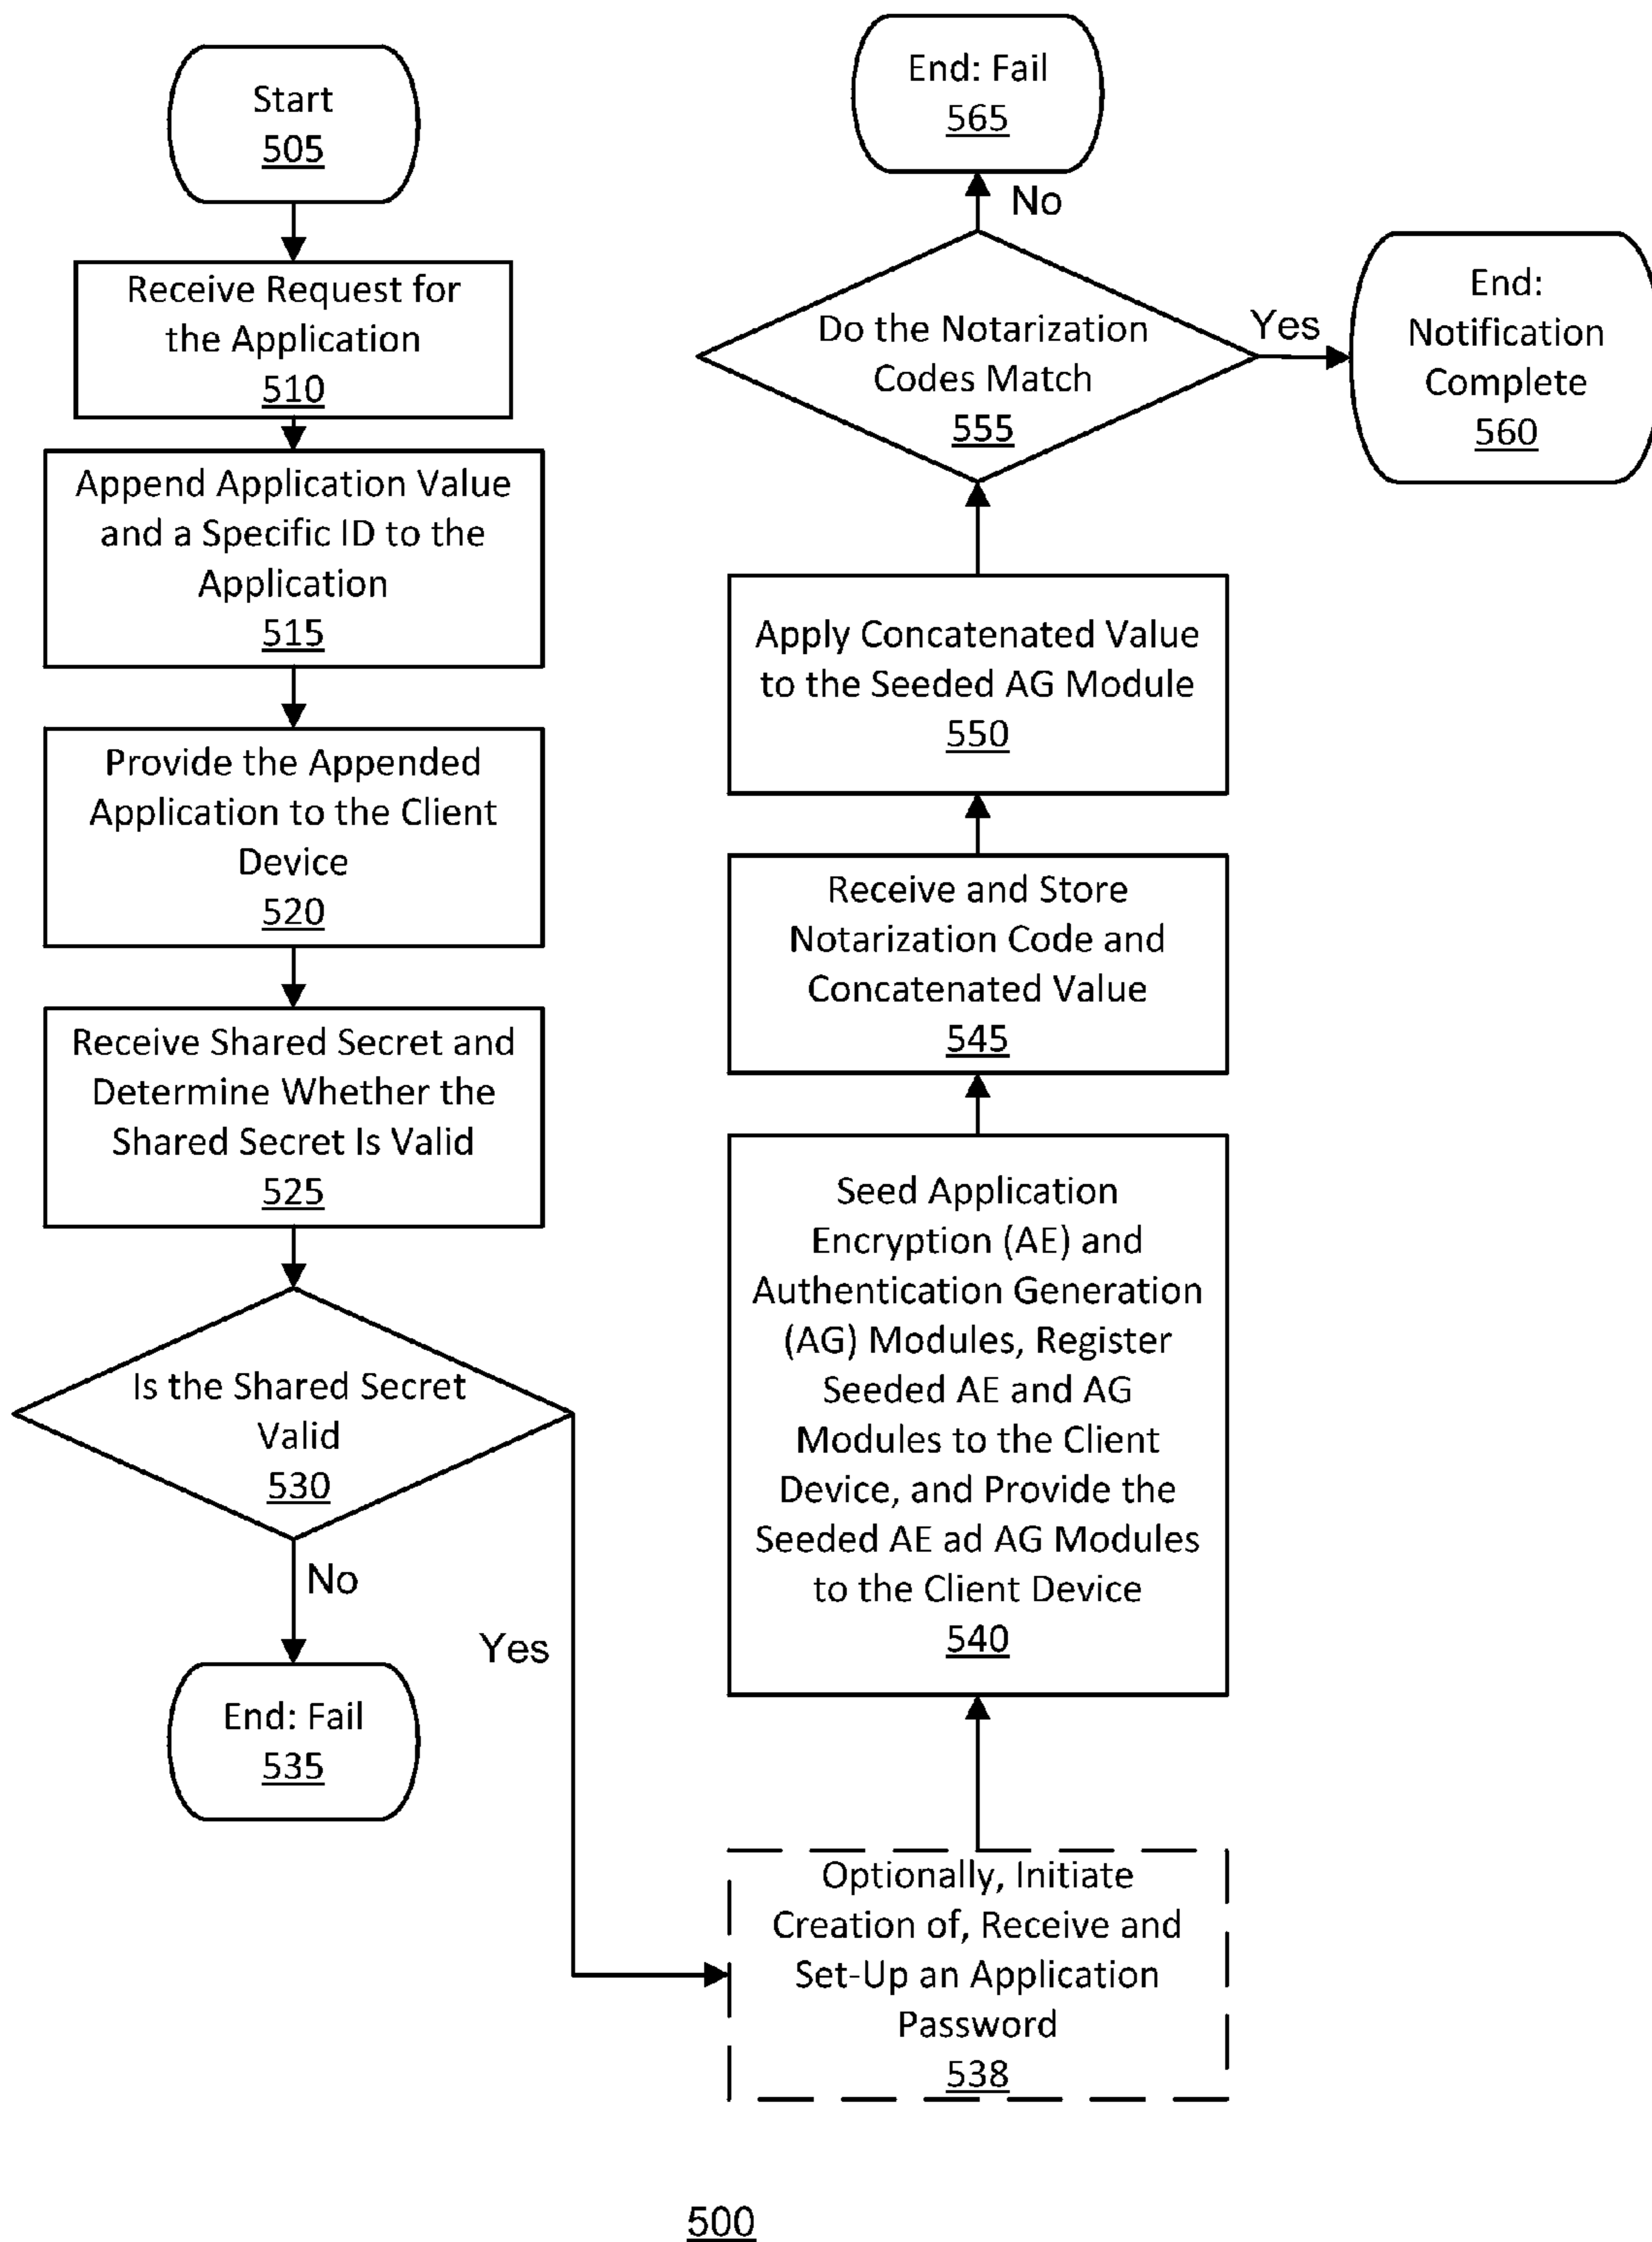 Start
505
Receive Request for
the Application
510
Append Application Value
and a Specific ID to the
Application
515
Provide the Appended
Application to the Client
Device
520
Receive Shared Secret and
Determine Whether the
Shared Secret Is Valid
525
Is the Shared Secret
Valid
530
No
End: Fail
535
Yes
Optionally, Initiate
Creation of, Receive and
Set-Up an Application
Password
538
Seed Application
Encryption (AE) and
Authentication Generation
(AG) Modules, Register
Seeded AE and AG
Modules to the Client
Device, and Provide the
Seeded AE ad AG Modules
to the Client Device
540
Receive and Store
Notarization Code and
Concatenated Value
545
Apply Concatenated Value
to the Seeded AG Module
550
Do the Notarization
Codes Match
555
No
End: Fail
565
Yes
End:
Notification
Complete
560
500